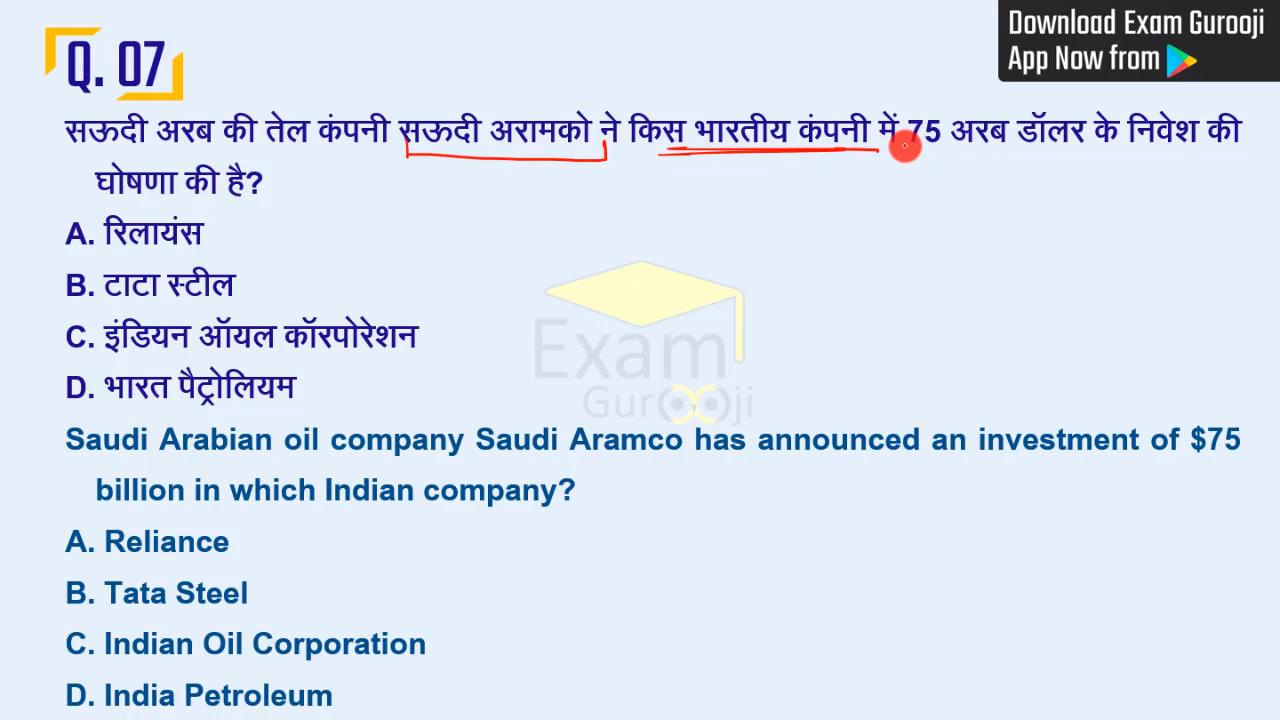 Download Exam Gurooji
App Now from
Q. 07
सऊदी अरब की तेल कंपनी सऊदी अरामको ने किस भारतीय कंपनी में 75 अरब डॉलर के निवेश की
घोषणा की है?
A. रिलायंस
B. टाटा स्टील
C. इंडियन ऑयल कॉरपोरेशन
D. भारत पैट्रोलियम
Exam
Gurooji
Saudi Arabian oil company Saudi Aramco has announced an investment of $75
billion in which Indian company?
A. Reliance
B. Tata Steel
C. Indian Oil Corporation
D. India Petroleum